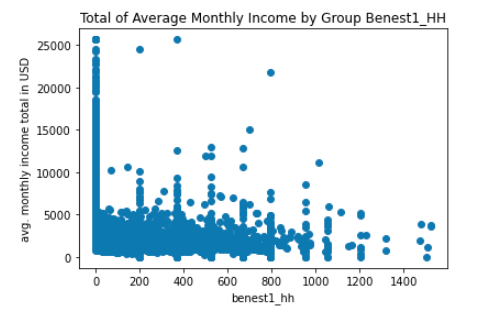 Total of Average Monthly Income by Group Benest1_HH
avg. monthly income total in USD
25000
20000
15000
10000
5000
0
0 200 400 600 800 1000 1200 1400
benest1_hh